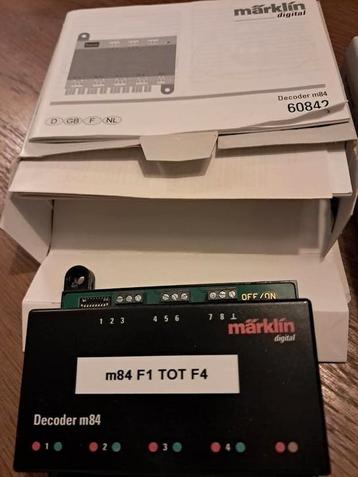 märklin
digital
Decoder m84
60842
D GB F NL
1 2 3 4 5 6 7 8 ⊥
OFF/ON
märklin
digital
m84 F1 TOT F4
Decoder m84
1 2 3 4